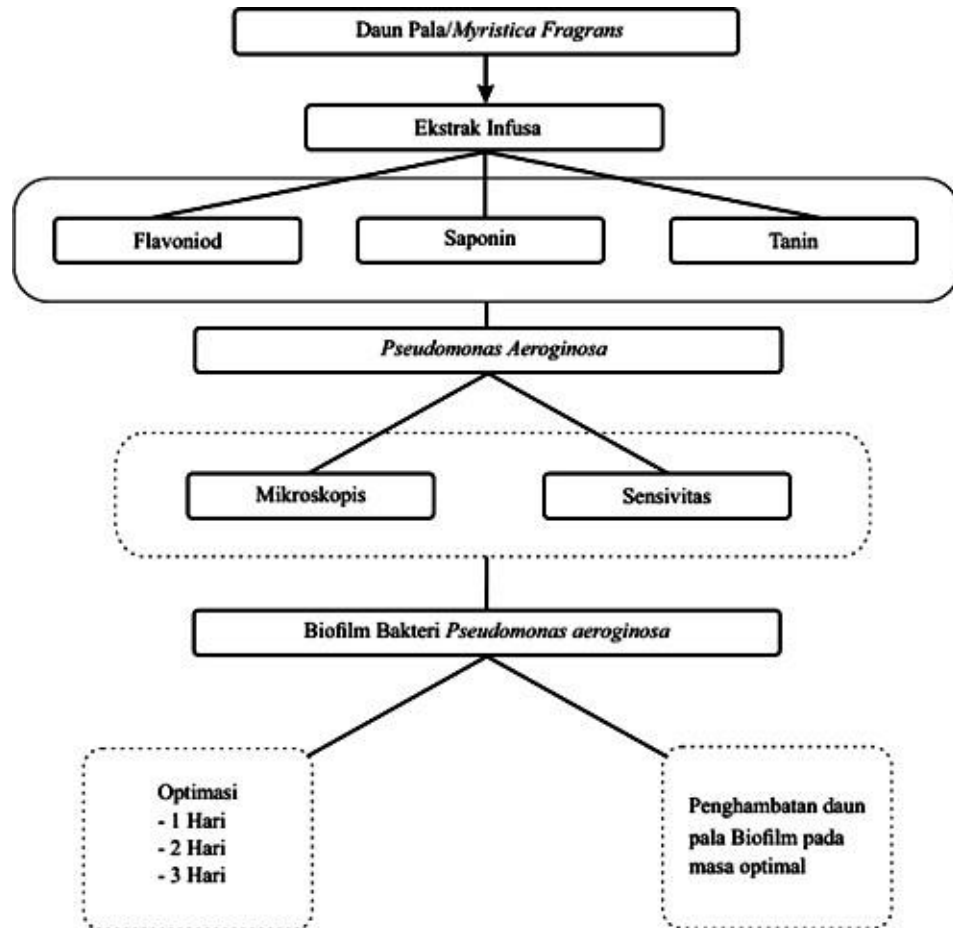 Daun Pala/Myristica Fragrans
Ekstrak Infusa
Flavoniod
Saponin
Tanin
Pseudomonas Aeroginosa
Mikroskopis
Sensivitas
Biofilm Bakteri Pseudomonas aeroginosa
Optimasi
- 1 Hari
- 2 Hari
- 3 Hari
Penghambatan daun
pala Biofilm pada
masa optimal